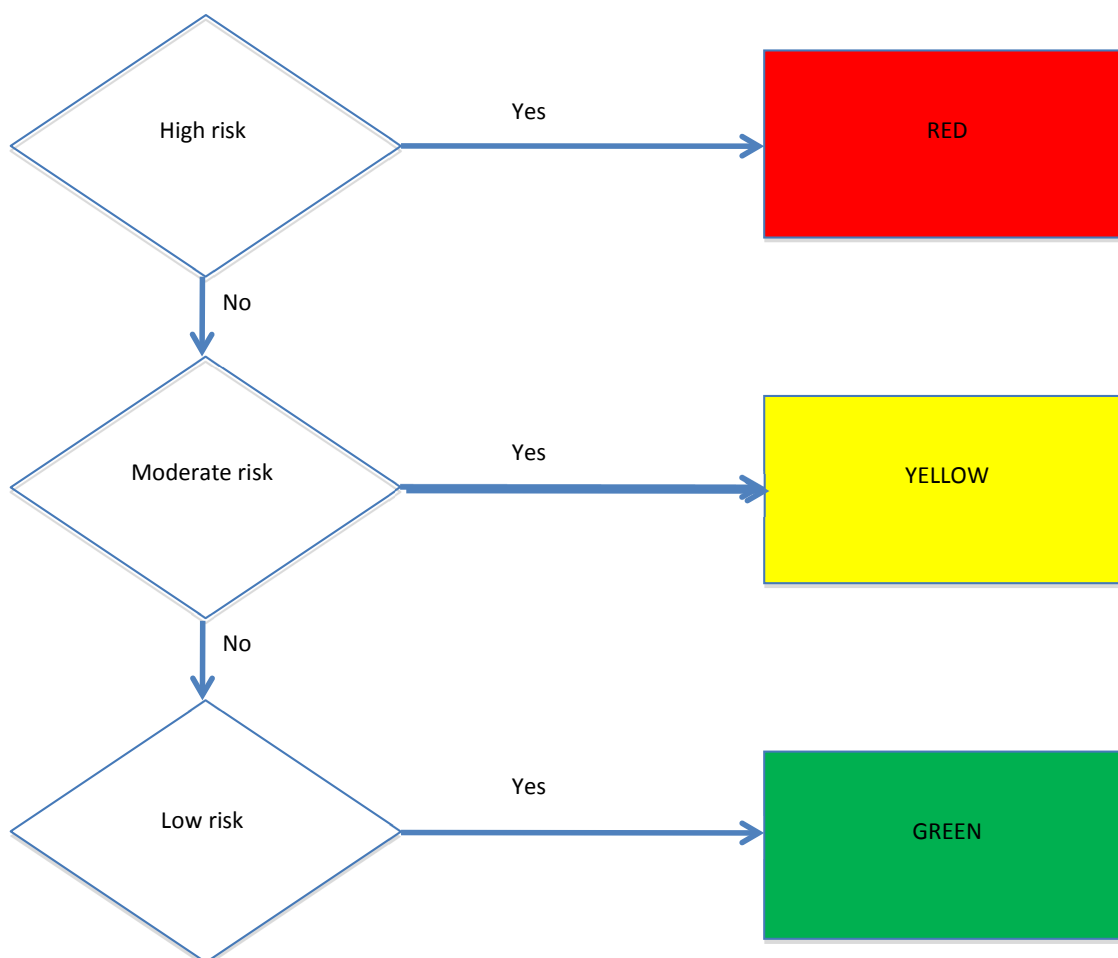 High risk
Yes
RED
No
Moderate risk
Yes
YELLOW
No
Low risk
Yes
GREEN